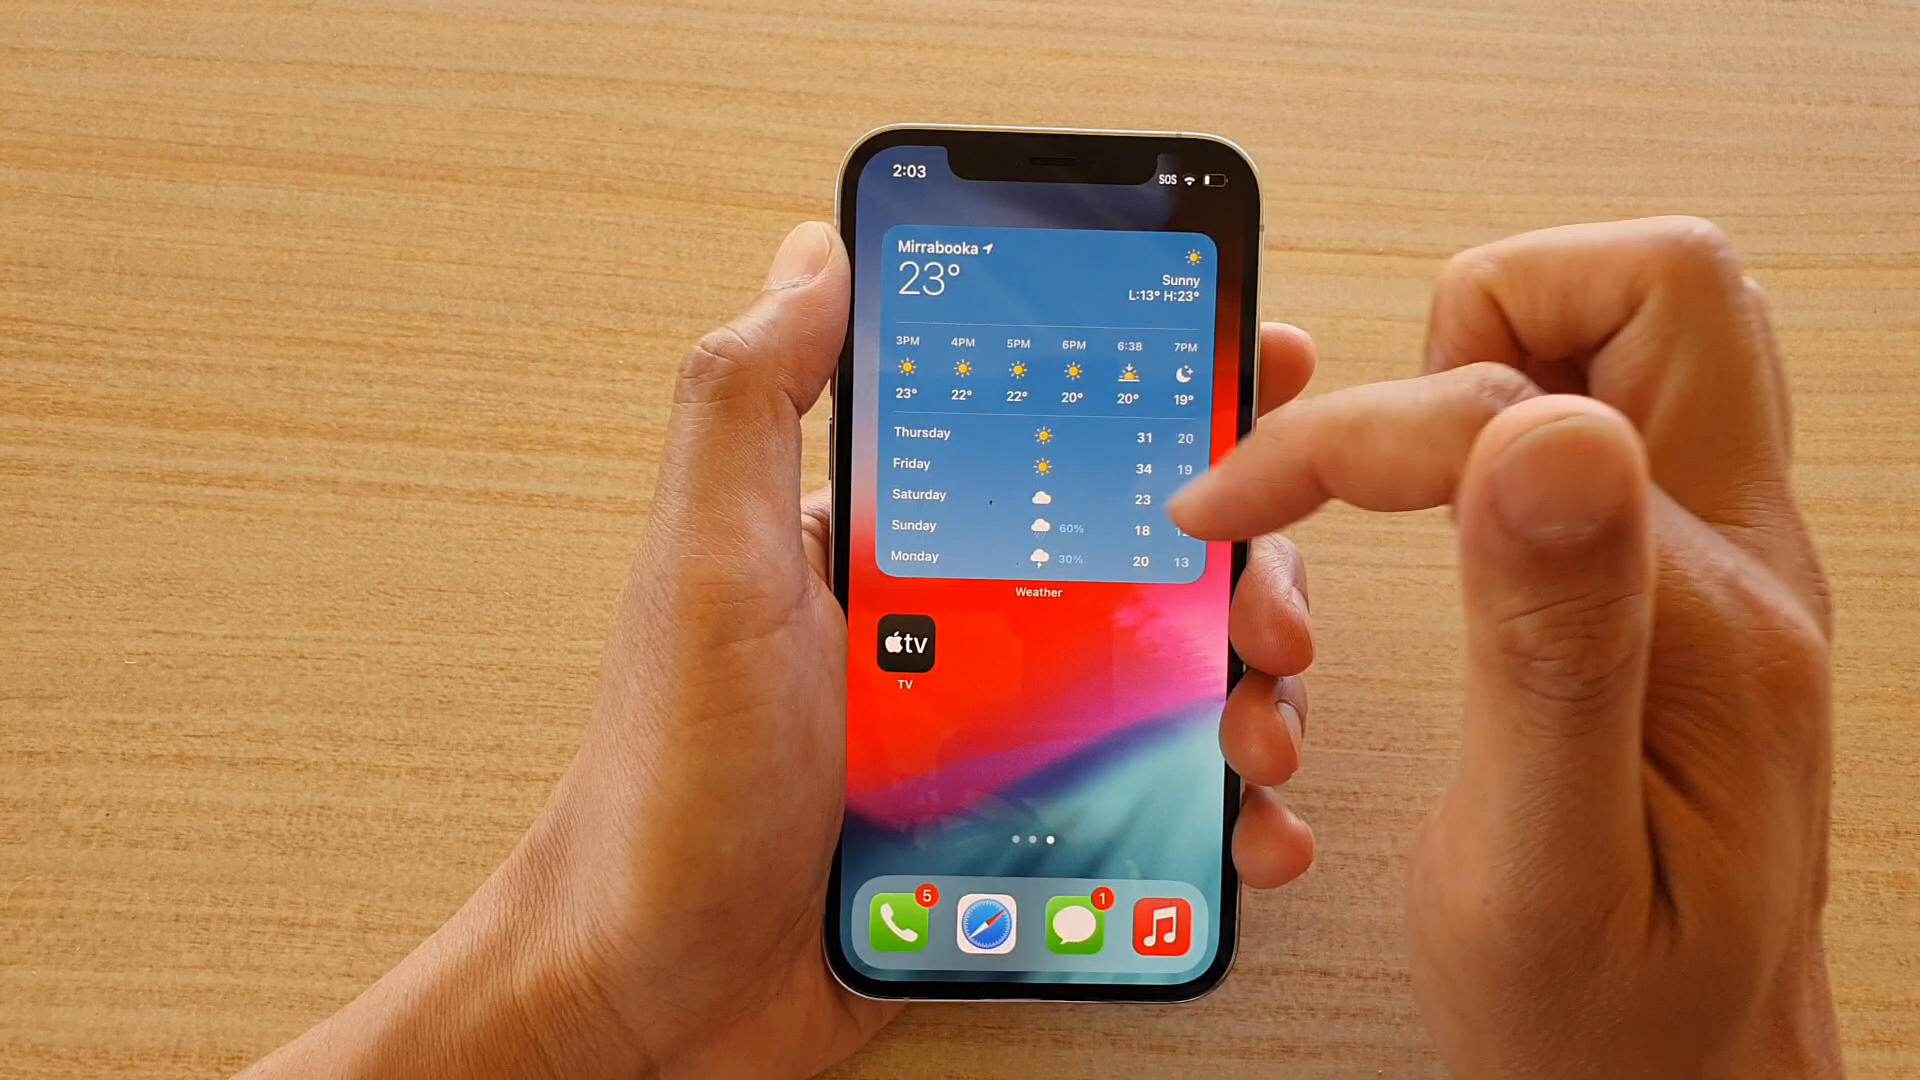 2:03 SOS
Mirrabooka
23°
Sunny
L:13° H:23°
3PM 4PM 5PM 6PM 6:38 7PM
23° 22° 22° 20° 20° 19°
Thursday 31 20
Friday 34 19
Saturday 23
Sunday 60% 18
Monday 30% 20 13
Weather
tv
TV
5 1